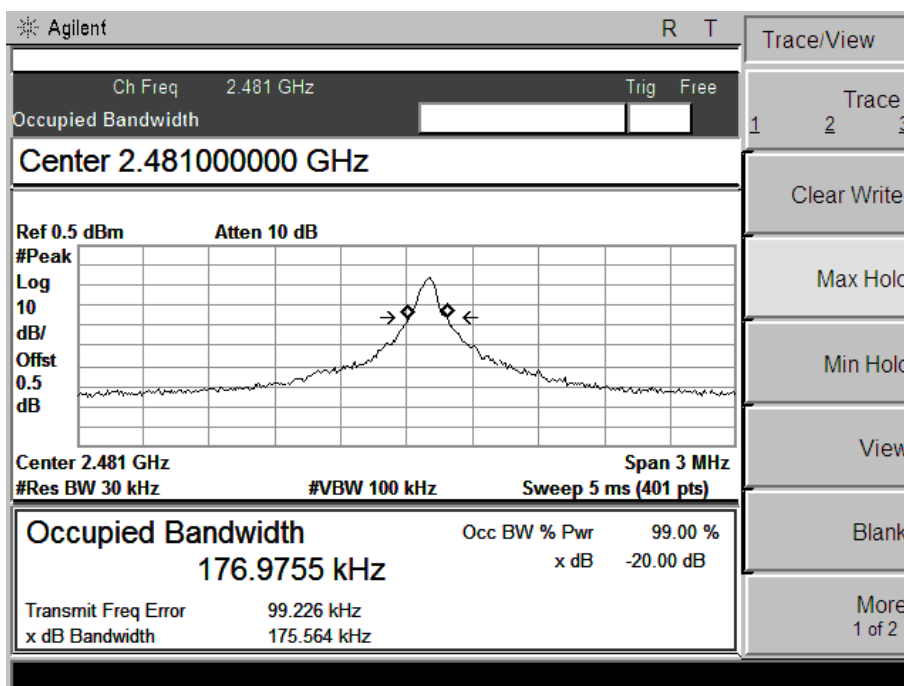 Agilent R T
Ch Freq 2.481 GHz Trig Free
Occupied Bandwidth
Center 2.481000000 GHz
Ref 0.5 dBm Atten 10 dB
#Peak
Log
10
dB/
Offst
0.5
dB
Center 2.481 GHz Span 3 MHz
#Res BW 30 kHz #VBW 100 kHz Sweep 5 ms (401 pts)
Occupied Bandwidth Occ BW % Pwr 99.00 %
176.9755 kHz x dB -20.00 dB
Transmit Freq Error 99.226 kHz
x dB Bandwidth 175.564 kHz
Trace/View
Trace
1 2 3
Clear Write
Max Hold
Min Hold
View
Blank
More
1 of 2